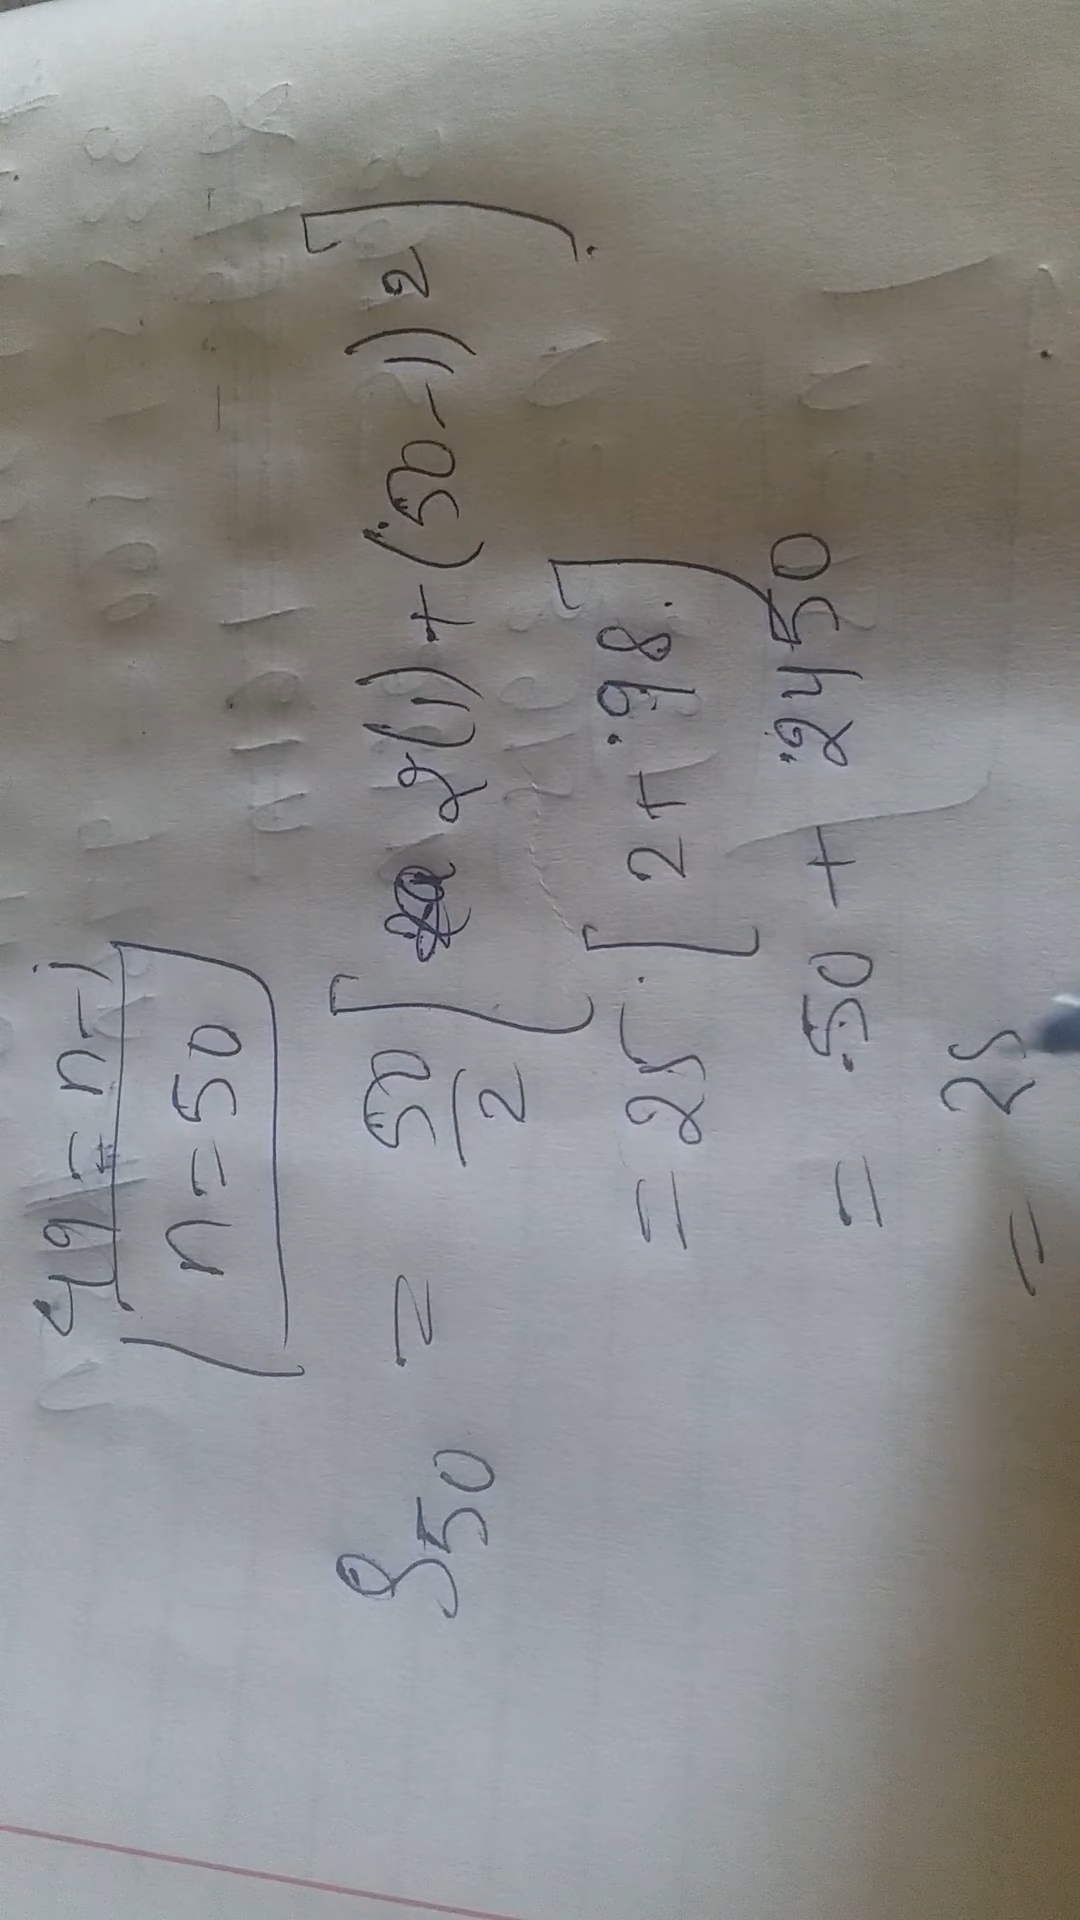 49 = n-1
n = 50
S50 = 50/2 [ 2(1) + (50-1) 2 ]
= 25 [ 2 + 98 ]
= 50 + 2450
= 25